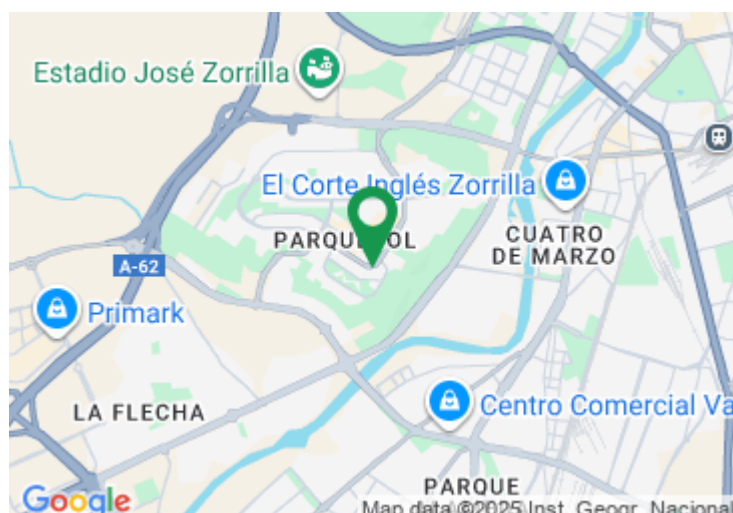 Estadio José Zorrilla
El Corte Inglés Zorrilla
CUATRO
DE MARZO
A-62
Primark
LA FLECHA
Centro Comercial Va
PARQUE
Google
Map data ©2025 Inst. Geogr. Nacional